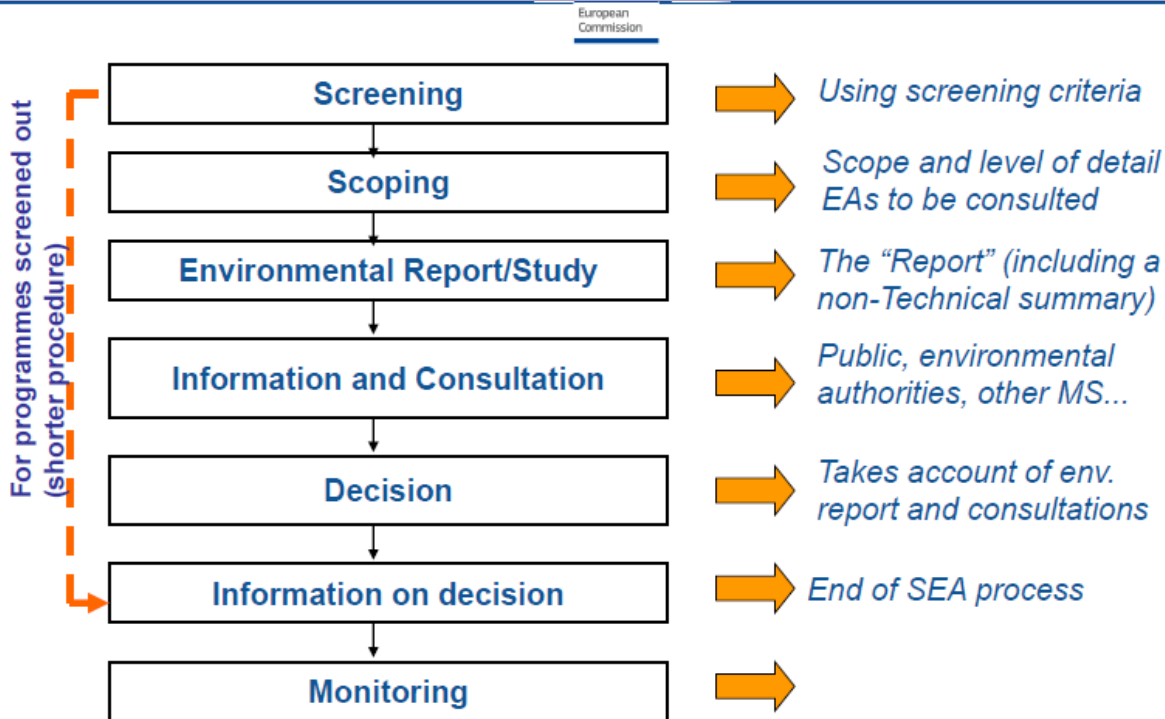 European
Commission
For programmes screened out
(shorter procedure)
Screening
Using screening criteria
Scoping
Scope and level of detail
EAs to be consulted
Environmental Report/Study
The “Report” (including a
non-Technical summary)
Information and Consultation
Public, environmental
authorities, other MS...
Decision
Takes account of env.
report and consultations
Information on decision
End of SEA process
Monitoring